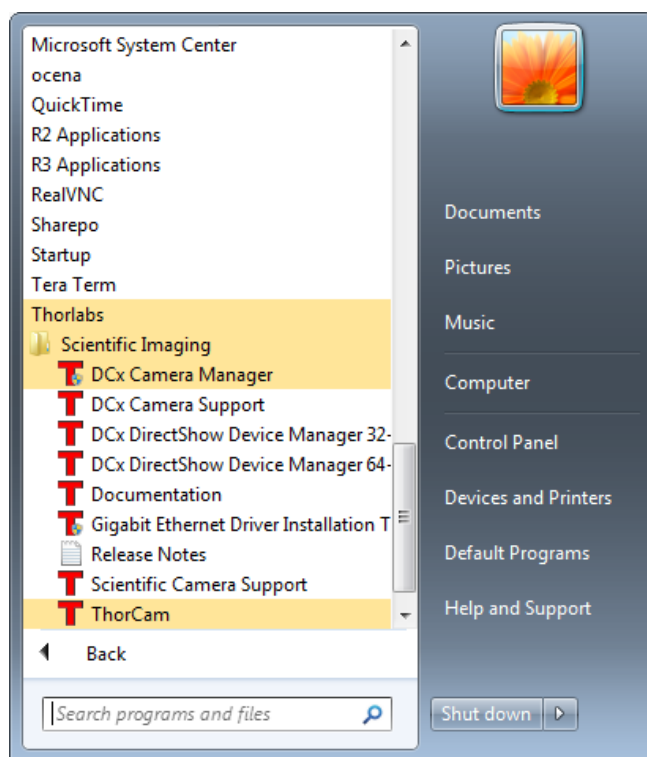 Microsoft System Center
ocena
QuickTime
R2 Applications
R3 Applications
RealVNC
Sharepo
Startup
Tera Term
Thorlabs
Scientific Imaging
DCx Camera Manager
DCx Camera Support
DCx DirectShow Device Manager 32-
DCx DirectShow Device Manager 64-
Documentation
Gigabit Ethernet Driver Installation T
Release Notes
Scientific Camera Support
ThorCam
Back
Search programs and files
Documents
Pictures
Music
Computer
Control Panel
Devices and Printers
Default Programs
Help and Support
Shut down